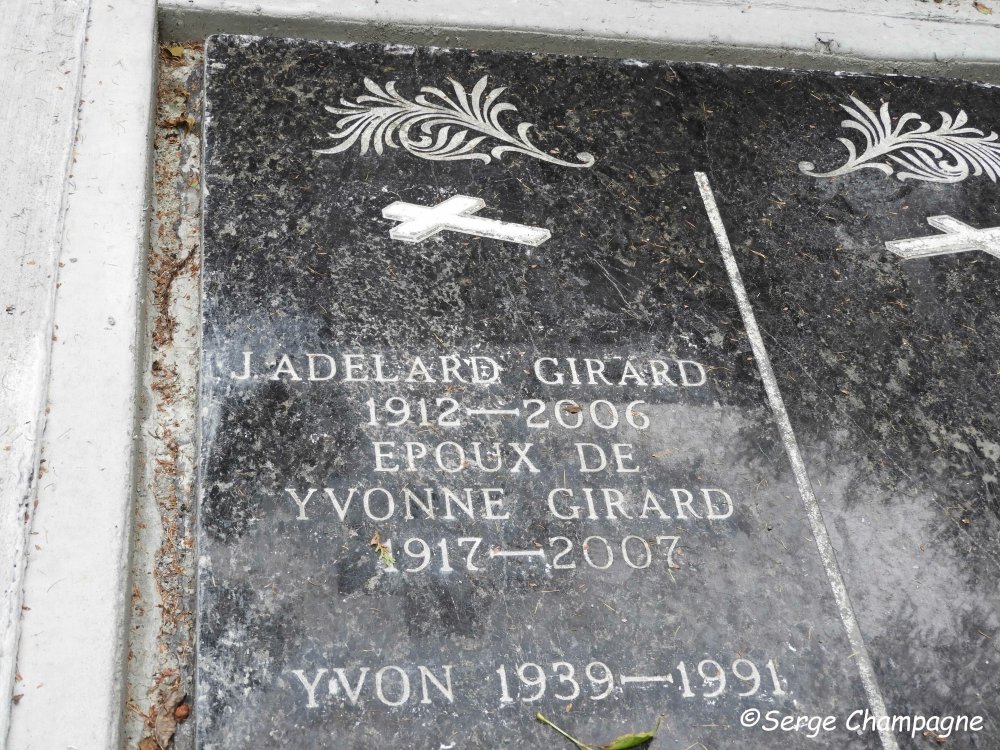 J. ADELARD GIRARD
1912—2006
EPOUX DE
YVONNE GIRARD
1917—2007
YVON 1939—1991
©Serge Champagne